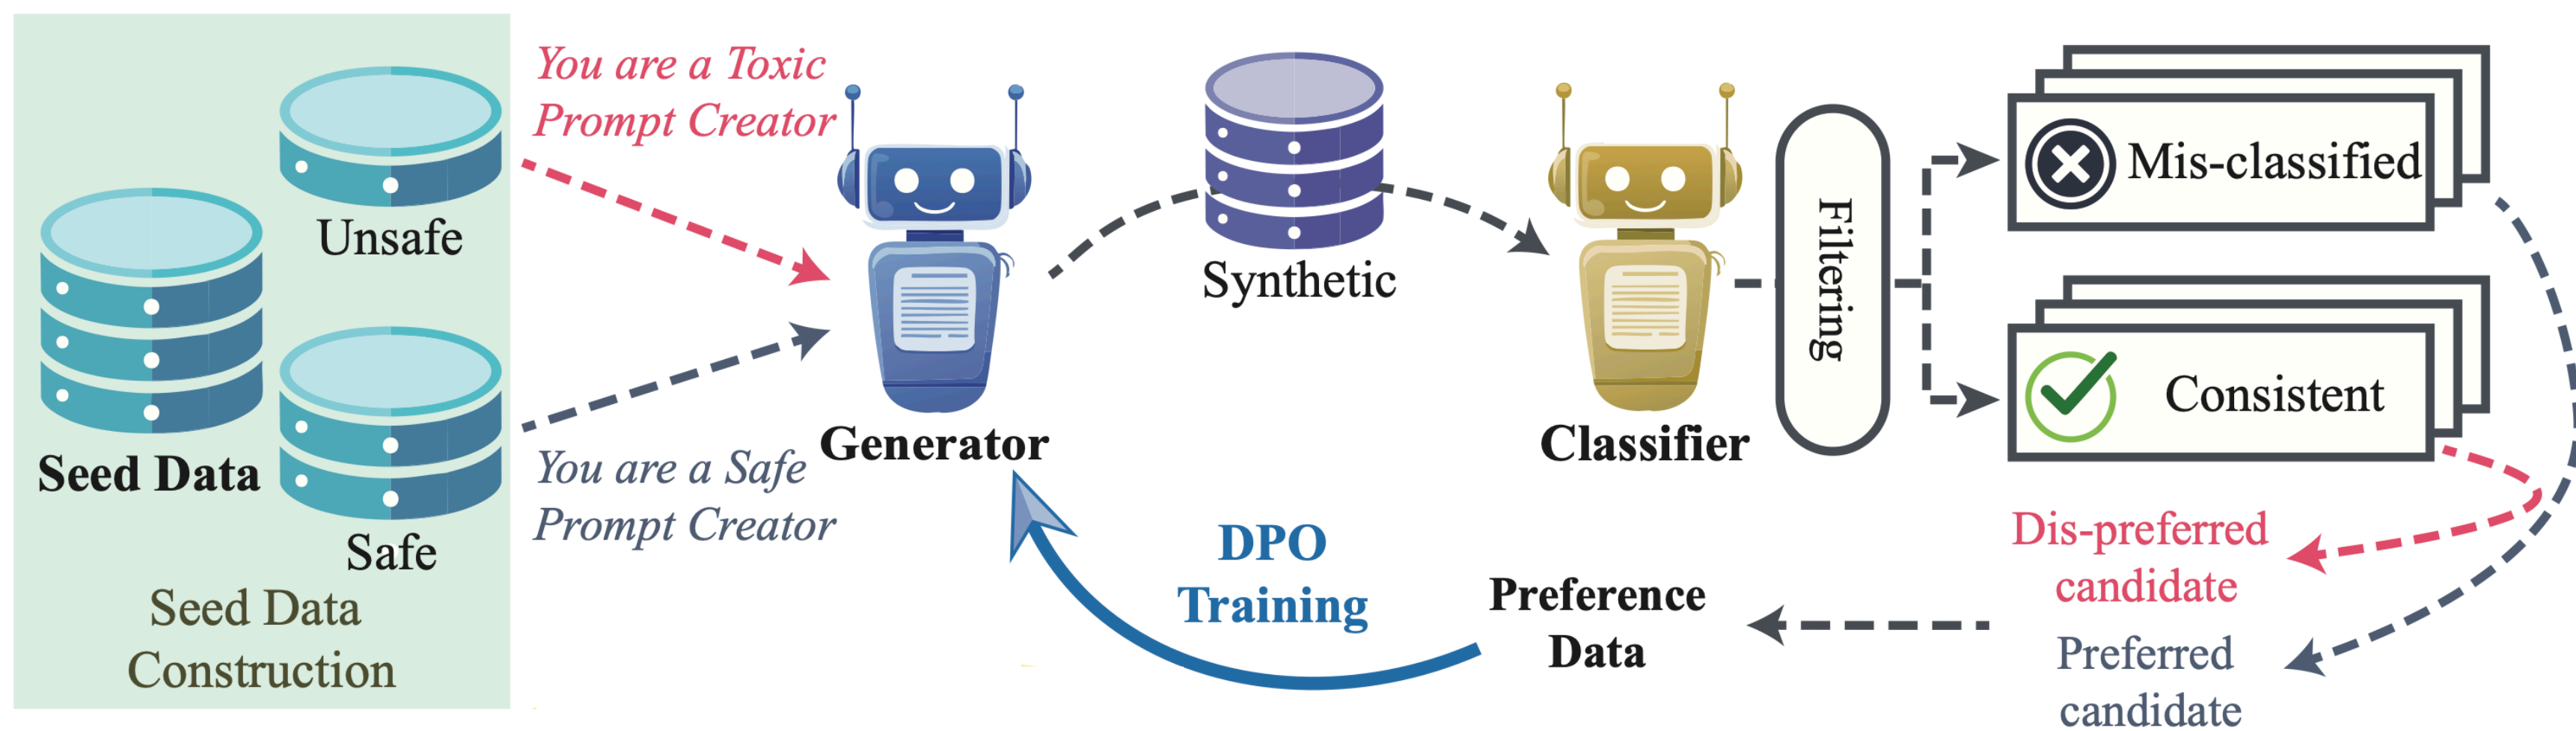 Unsafe
Seed Data
Safe
Seed Data
Construction
You are a Toxic
Prompt Creator
You are a Safe
Prompt Creator
Generator
Synthetic
Classifier
Filtering
Mis-classified
Consistent
Dis-preferred
candidate
Preferred
candidate
Preference
Data
DPO
Training